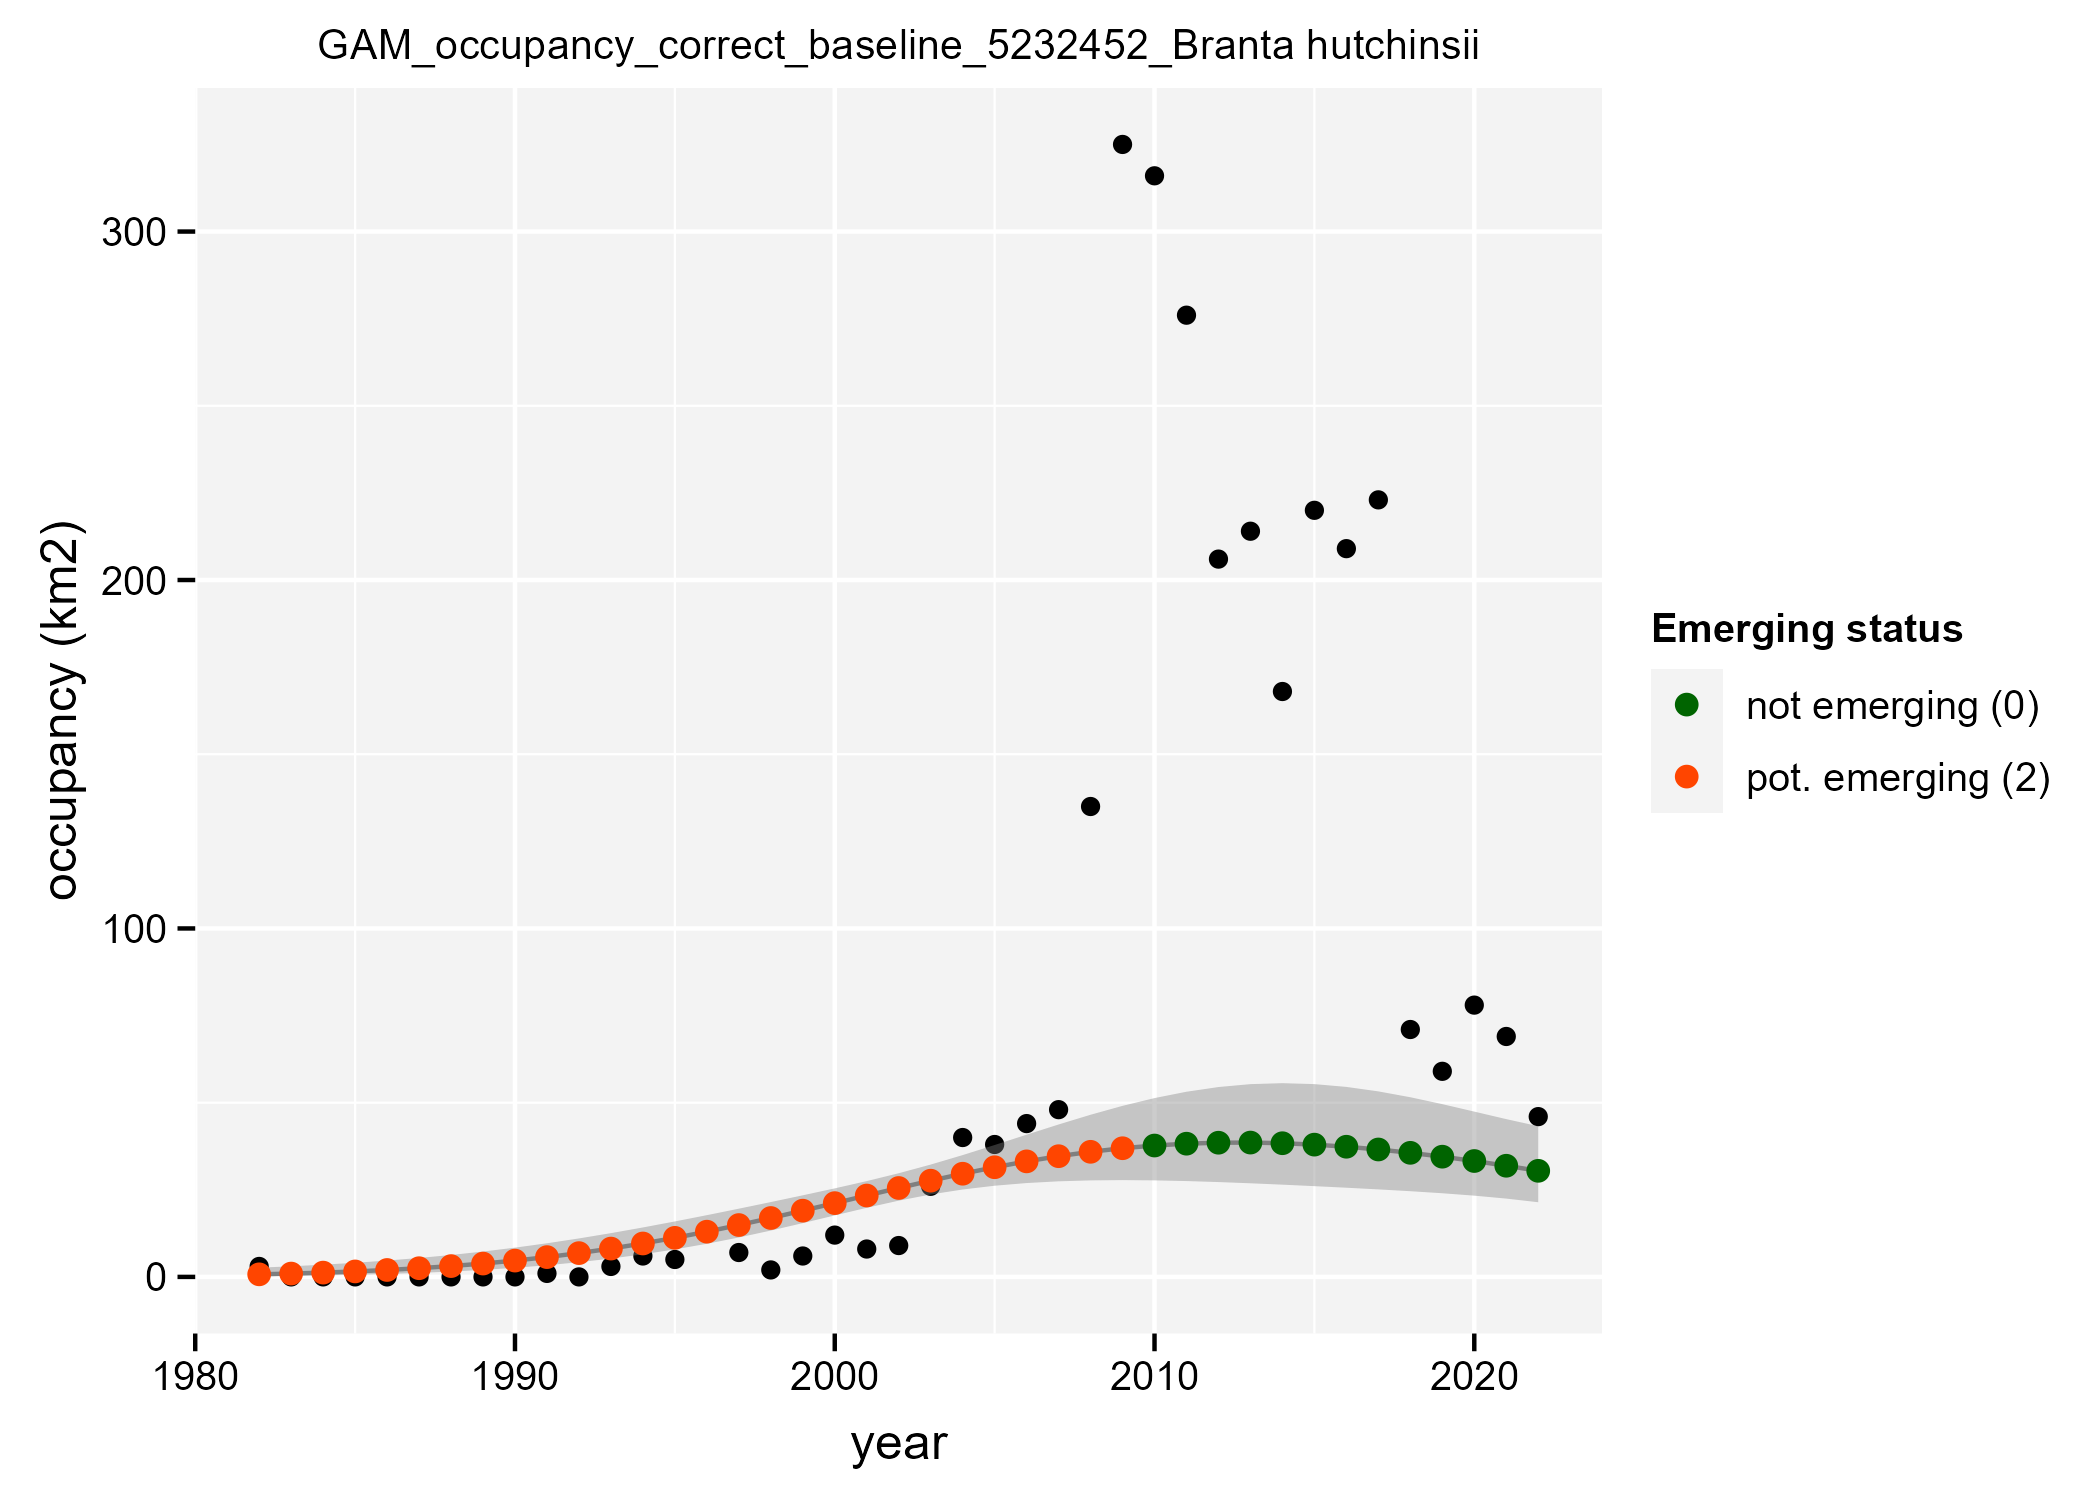 GAM_occupancy_correct_baseline_5232452_Branta hutchinsii
occupancy (km2)
300
200
100
0
1980 1990 2000 2010 2020
year
Emerging status
not emerging (0)
pot. emerging (2)